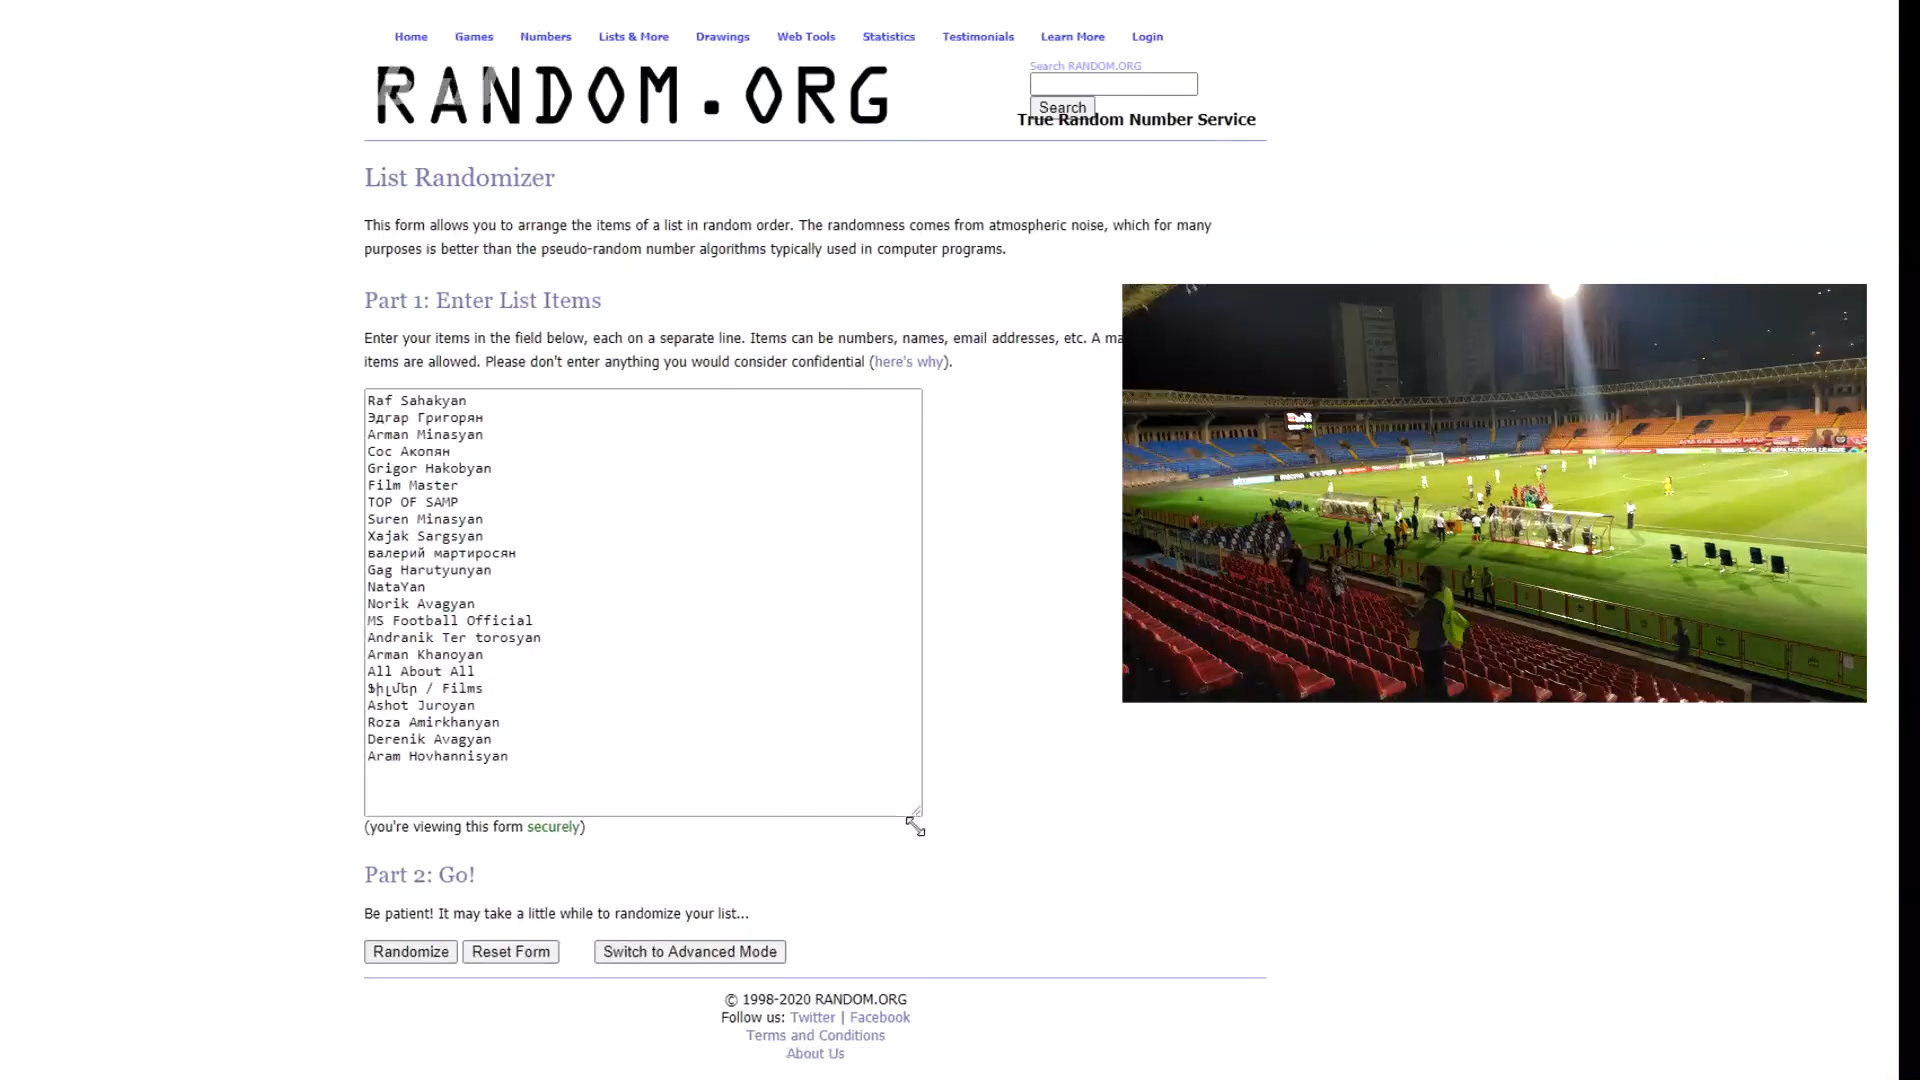 Home Games Numbers Lists & More Drawings Web Tools Statistics Testimonials Learn More Login
RANDOM.ORG
Search RANDOM.ORG
Search
True Random Number Service
List Randomizer
This form allows you to arrange the items of a list in random order. The randomness comes from atmospheric noise, which for many
purposes is better than the pseudo-random number algorithms typically used in computer programs.
Part 1: Enter List Items
Enter your items in the field below, each on a separate line. Items can be numbers, names, email addresses, etc. A ma
items are allowed. Please don't enter anything you would consider confidential (here's why).
Raf Sahakyan
Эдгар Григорян
Arman Minasyan
Сос Акопян
Grigor Hakobyan
Film Master
TOP OF SAMP
Suren Minasyan
Xajak Sargsyan
валерий мартиросян
Gag Harutyunyan
NataYan
Norik Avagyan
MS Football Official
Andranik Ter torosyan
Arman Khanoyan
All About All
Ֆիլմեր / Films
Ashot Juroyan
Roza Amirkhanyan
Derenik Avagyan
Aram Hovhannisyan
(you're viewing this form securely)
Part 2: Go!
Be patient! It may take a little while to randomize your list...
Randomize Reset Form Switch to Advanced Mode
© 1998-2020 RANDOM.ORG
Follow us: Twitter | Facebook
Terms and Conditions
About Us